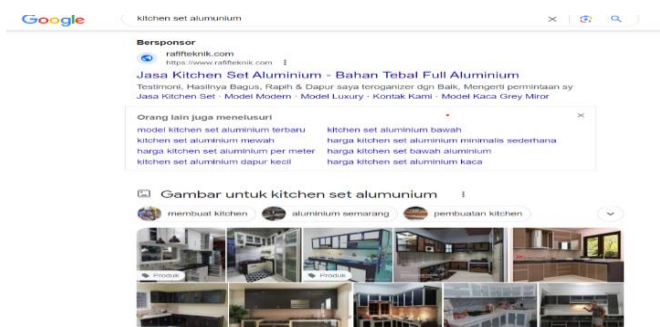 Google
kitchen set alumunium
Bersponsor
rafifteknik.com
https://www.rafifteknik.com
Jasa Kitchen Set Aluminium - Bahan Tebal Full Aluminium
Testimoni, Hasilnya Bagus, Rapih & Dapur saya teroganizer dgn Baik, Mengerti permintaan sy
Jasa Kitchen Set · Model Modern · Model Luxury · Kontak Kami · Model Kaca Grey Miror
Orang lain juga menelusuri
model kitchen set aluminium terbaru kitchen set aluminium bawah
kitchen set aluminium mewah harga kitchen set aluminium minimalis sederhana
harga kitchen set aluminium per meter harga kitchen set bawah aluminium
kitchen set aluminium dapur kecil harga kitchen set aluminium kaca
Gambar untuk kitchen set alumunium
membuat kitchen aluminium semarang pembuatan kitchen
Produk Produk